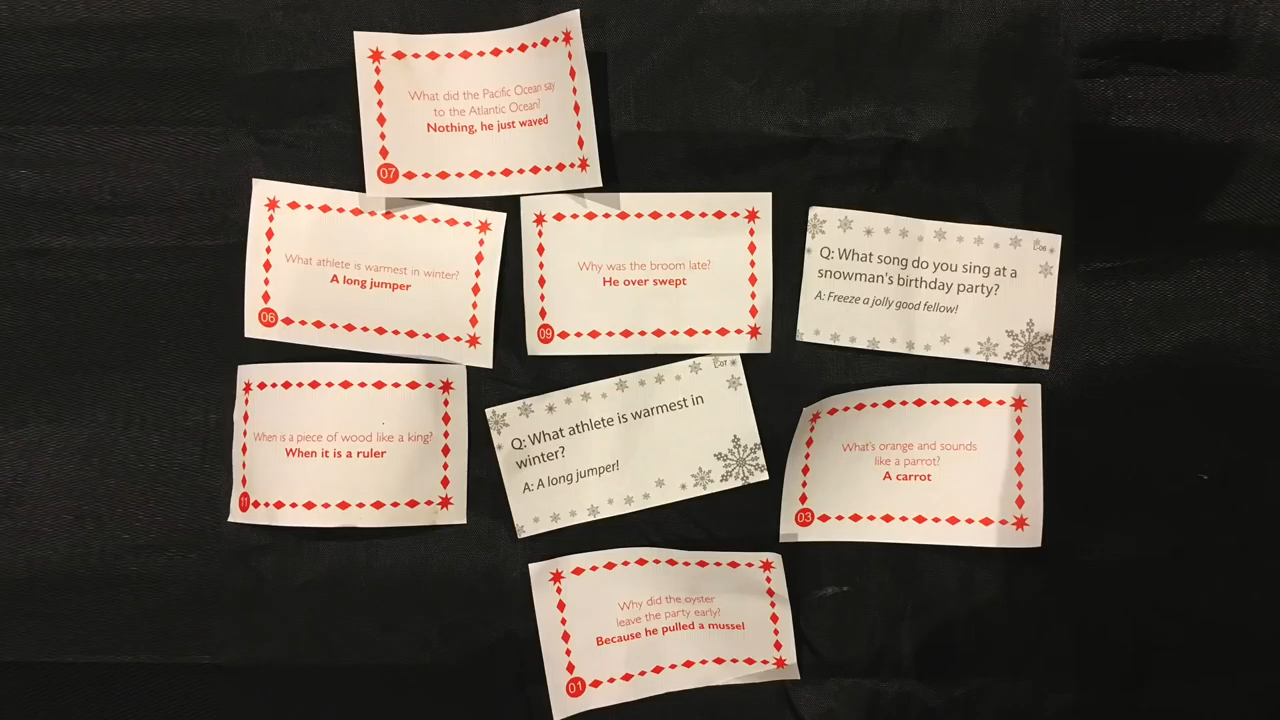 What did the Pacific Ocean say
to the Atlantic Ocean?
Nothing, he just waved
07
What athlete is warmest in winter?
A long jumper
06
Why was the broom late?
He over swept
09
L-06
Q: What song do you sing at a
snowman's birthday party?
A: Freeze a jolly good fellow!
When is a piece of wood like a king?
When it is a ruler
11
L-07
Q: What athlete is warmest in
winter?
A: A long jumper!
What's orange and sounds
like a parrot?
A carrot
03
Why did the oyster
leave the party early?
Because he pulled a mussel
01